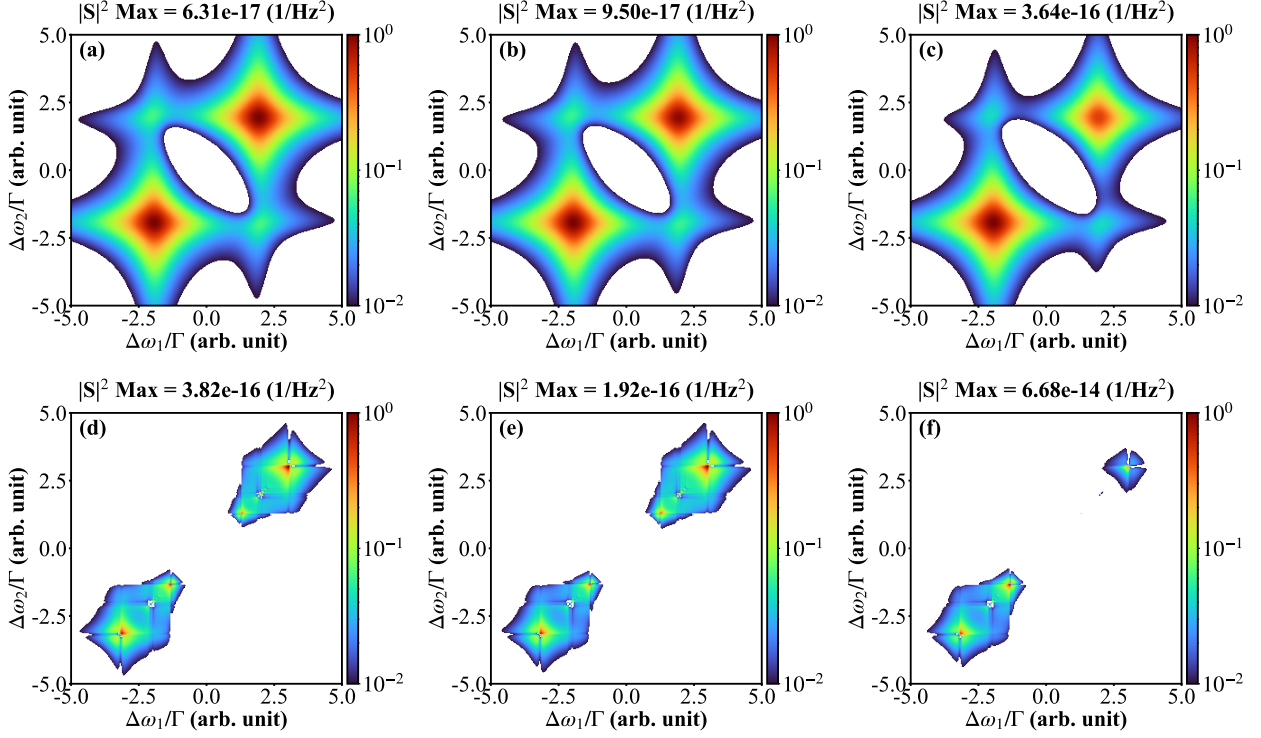 |S|² Max = 6.31e-17 (1/Hz²)
(a)
5.0
2.5
0.0
-2.5
-5.0
-5.0 -2.5 0.0 2.5 5.0
Δω₁/Γ (arb. unit)
Δω₂/Γ (arb. unit)
10⁰
10⁻¹
10⁻²
|S|² Max = 9.50e-17 (1/Hz²)
(b)
5.0
2.5
0.0
-2.5
-5.0
-5.0 -2.5 0.0 2.5 5.0
Δω₁/Γ (arb. unit)
Δω₂/Γ (arb. unit)
10⁰
10⁻¹
10⁻²
|S|² Max = 3.64e-16 (1/Hz²)
(c)
5.0
2.5
0.0
-2.5
-5.0
-5.0 -2.5 0.0 2.5 5.0
Δω₁/Γ (arb. unit)
Δω₂/Γ (arb. unit)
10⁰
10⁻¹
10⁻²
|S|² Max = 3.82e-16 (1/Hz²)
(d)
5.0
2.5
0.0
-2.5
-5.0
-5.0 -2.5 0.0 2.5 5.0
Δω₁/Γ (arb. unit)
Δω₂/Γ (arb. unit)
10⁰
10⁻¹
10⁻²
|S|² Max = 1.92e-16 (1/Hz²)
(e)
5.0
2.5
0.0
-2.5
-5.0
-5.0 -2.5 0.0 2.5 5.0
Δω₁/Γ (arb. unit)
Δω₂/Γ (arb. unit)
10⁰
10⁻¹
10⁻²
|S|² Max = 6.68e-14 (1/Hz²)
(f)
5.0
2.5
0.0
-2.5
-5.0
-5.0 -2.5 0.0 2.5 5.0
Δω₁/Γ (arb. unit)
Δω₂/Γ (arb. unit)
10⁰
10⁻¹
10⁻²